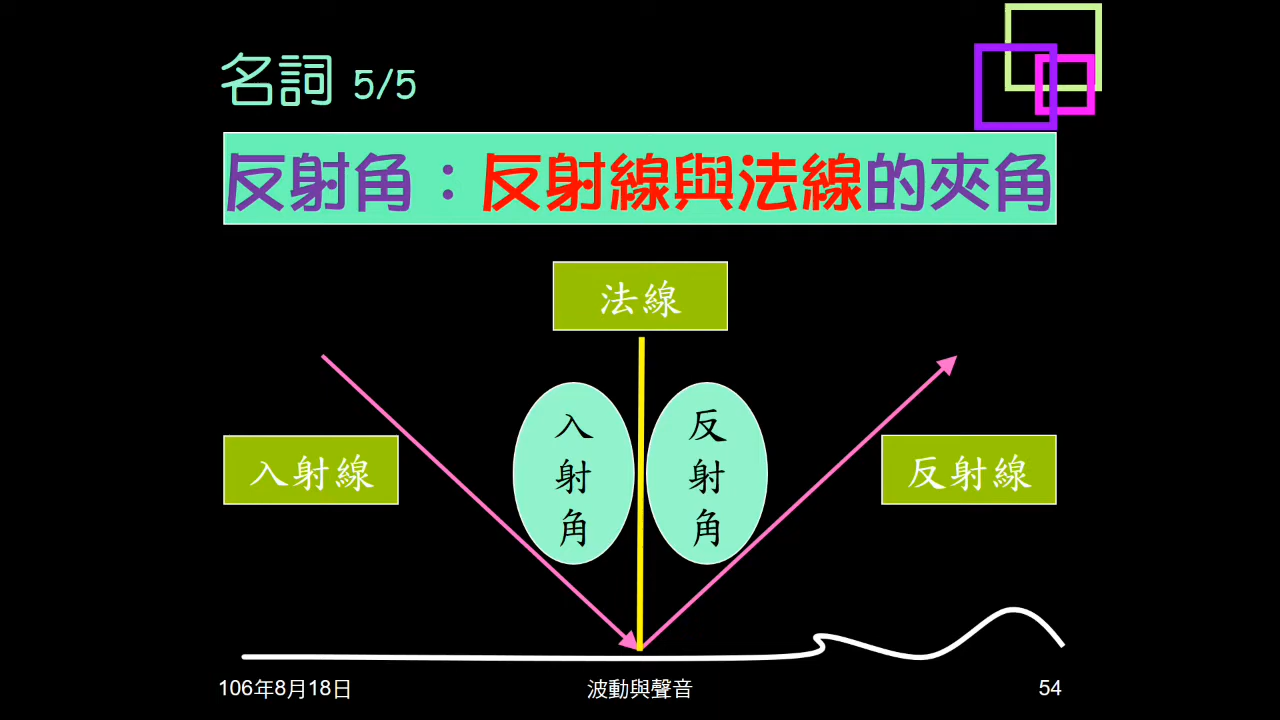 名詞 5/5
反射角：反射線與法線的夾角
法線
入射角
反射角
入射線
反射線
106年8月18日
波動與聲音
54